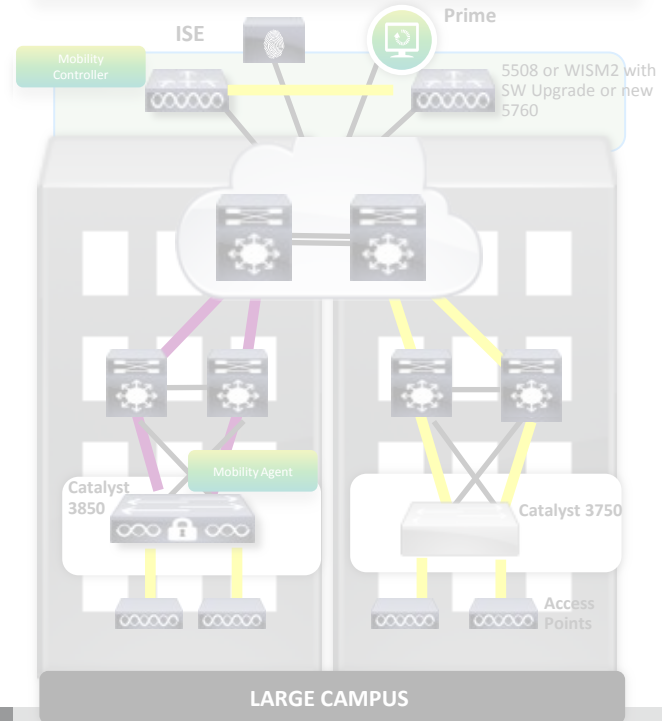 Prime
ISE
Mobility
Controller
5508 or WISM2 with
SW Upgrade or new
5760
Mobility Agent
Catalyst
3850
Catalyst 3750
Access
Points
LARGE CAMPUS